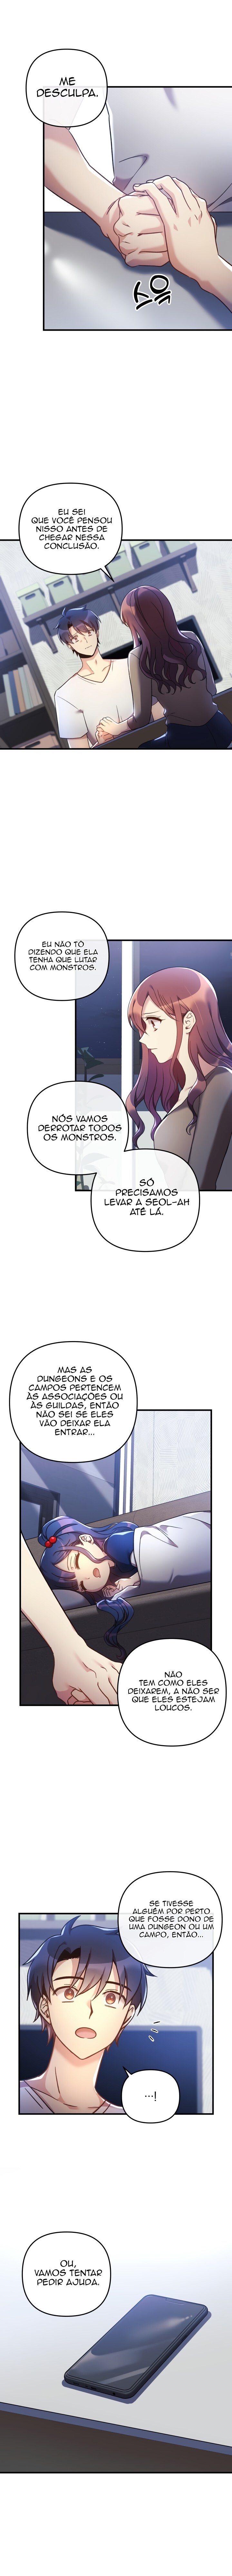 ME
DESCULPA.
스윽
EU SEI
QUE VOCÊ PENSOU
NISSO ANTES DE
CHEGAR NESSA
CONCLUSÃO.
EU NÃO TÔ
DIZENDO QUE ELA
TENHA QUE LUTAR
COM MONSTROS.
NÓS VAMOS
DERROTAR TODOS
OS MONSTROS.
SÓ
PRECISAMOS
LEVAR A SEOL-AH
ATÉ LÁ.
MAS AS
DUNGEONS E OS
CAMPOS PERTENCEM
ÀS ASSOCIAÇÕES OU
ÀS GUILDAS, ENTÃO
NÃO SEI SE ELES
VÃO DEIXAR ELA
ENTRAR...
NÃO
TEM COMO ELES
DEIXAREM, A NÃO SER
QUE ELES ESTEJAM
LOUCOS.
SE TIVESSE
ALGUÉM POR PERTO
QUE FOSSE DONO DE
UMA DUNGEON OU UM
CAMPO, ENTÃO...
...!
OU,
VAMOS TENTAR
PEDIR AJUDA.